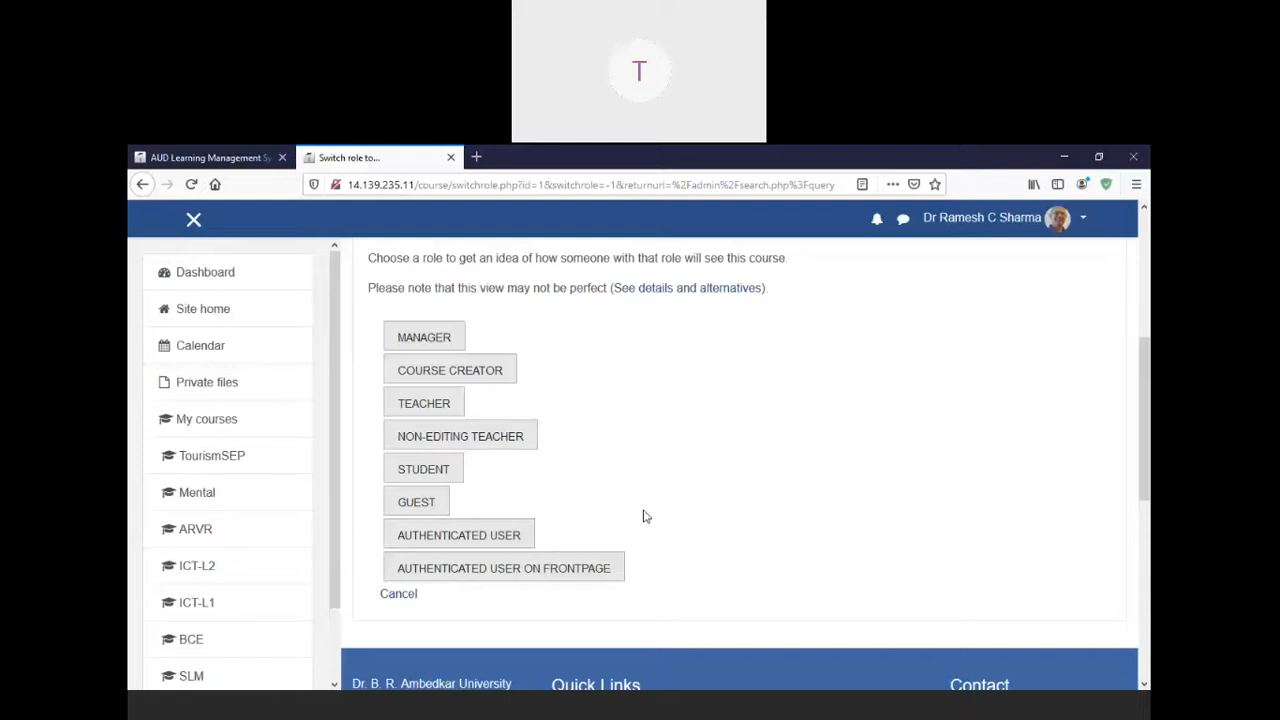 T
AUD Learning Management Sy
Switch role to...
14.139.235.11/course/switchrole.php?id=1&switchrole=-1&returnurl=%2Fadmin%2Fsearch.php%3Fquery
Dr Ramesh C Sharma
Dashboard
Site home
Calendar
Private files
My courses
TourismSEP
Mental
ARVR
ICT-L2
ICT-L1
BCE
SLM
Choose a role to get an idea of how someone with that role will see this course.
Please note that this view may not be perfect (See details and alternatives).
MANAGER
COURSE CREATOR
TEACHER
NON-EDITING TEACHER
STUDENT
GUEST
AUTHENTICATED USER
AUTHENTICATED USER ON FRONTPAGE
Cancel
Dr. B. R. Ambedkar University
Quick Links
Contact